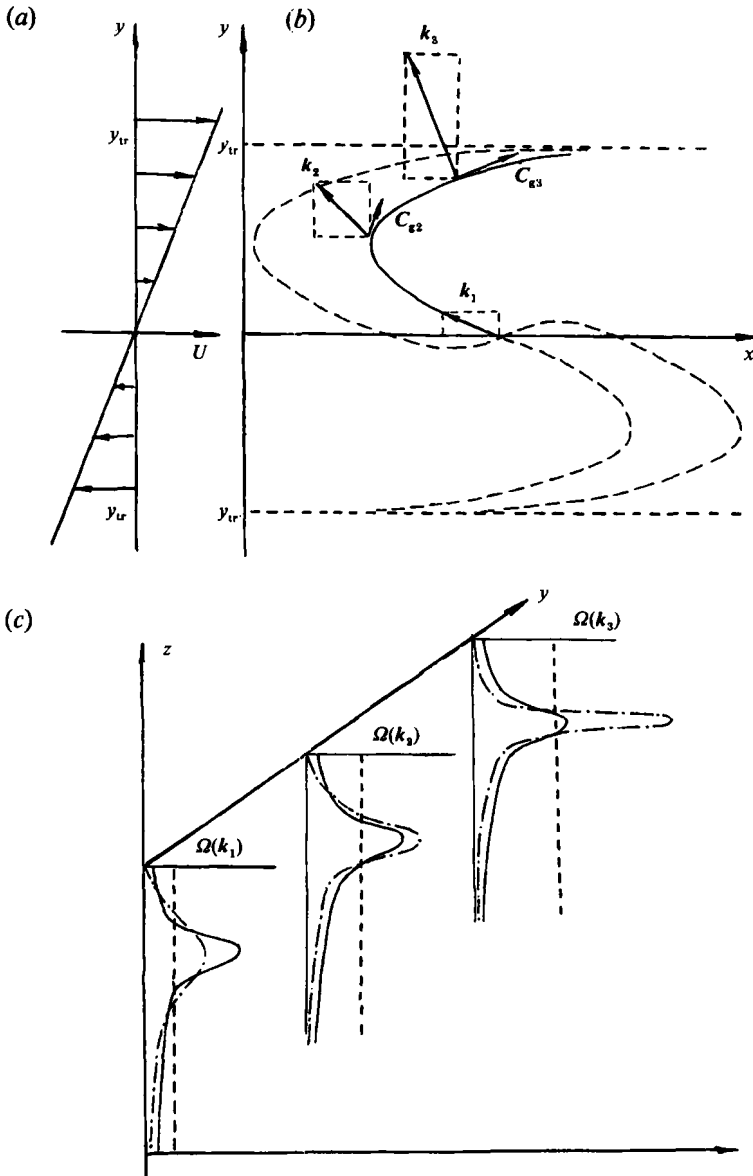 (a)
y
y_tr
U
y_tr
(b)
y
y_tr
k_3
k_2
C_g3
C_g2
k_1
x
y_tr
(c)
z
y
Ω(k_3)
Ω(k_2)
Ω(k_1)